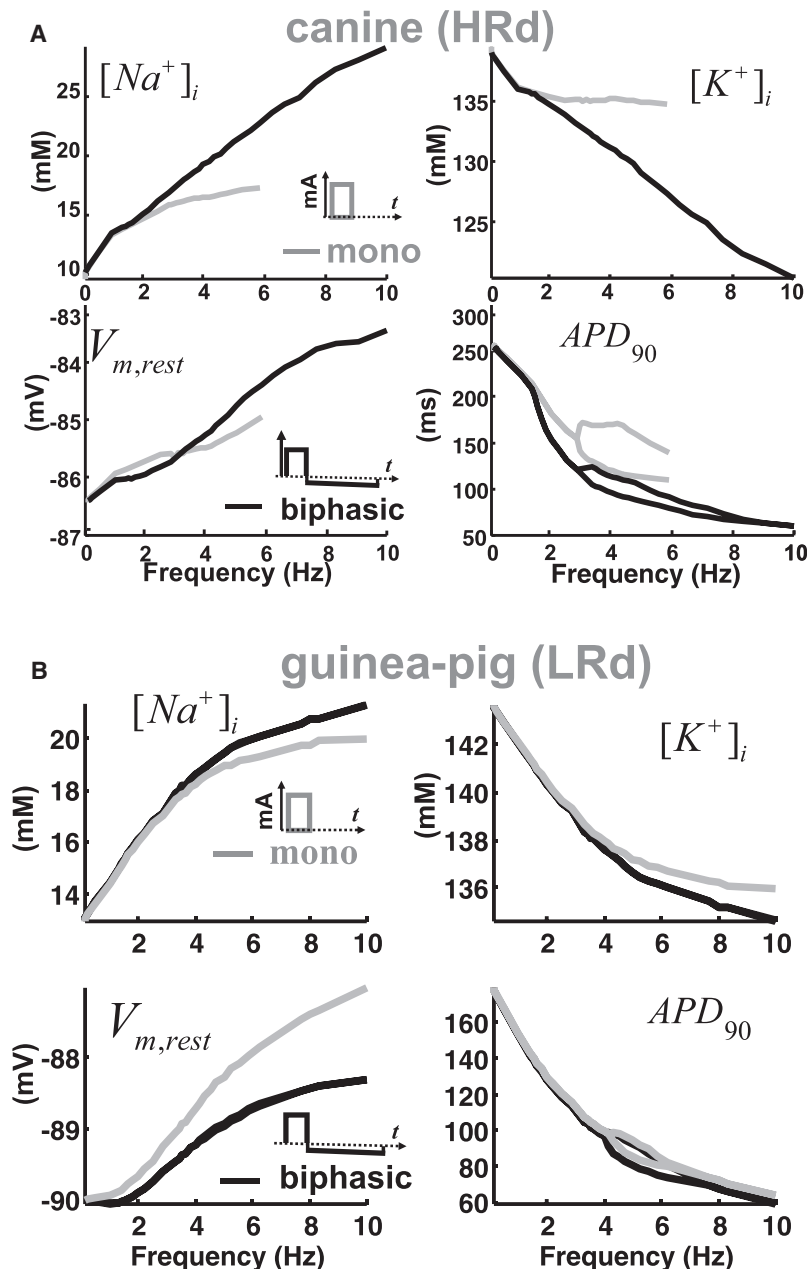 A
canine (HRd)
[Na+]i
(mM)
25
20
15
10
0 2 4 6 8 10
mA
t
mono
[K+]i
(mM)
135
130
125
0 2 4 6 8 10
Vm,rest
(mV)
-83
-84
-85
-86
-87
0 2 4 6 8 10
t
biphasic
Frequency (Hz)
APD90
(ms)
300
250
200
150
100
50
0 2 4 6 8 10
Frequency (Hz)
B
guinea-pig (LRd)
[Na+]i
(mM)
20
18
16
14
2 4 6 8 10
mA
t
mono
[K+]i
(mM)
142
140
138
136
2 4 6 8 10
Vm,rest
(mV)
-88
-89
-90
2 4 6 8 10
t
biphasic
Frequency (Hz)
APD90
160
140
120
100
80
60
2 4 6 8 10
Frequency (Hz)